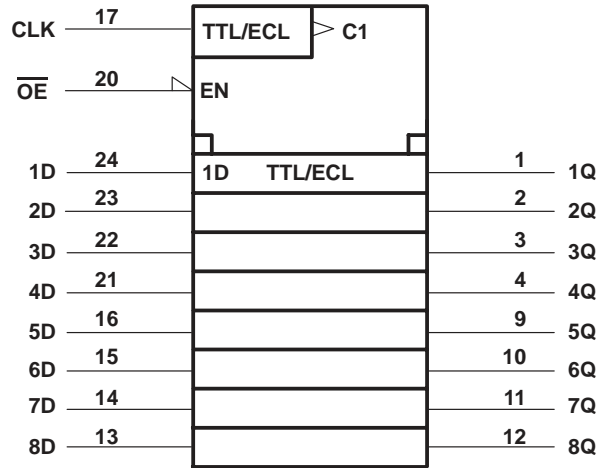 CLK 17 TTL/ECL C1
OE 20 EN
1D 24 1D TTL/ECL 1 1Q
2D 23 2 2Q
3D 22 3 3Q
4D 21 4 4Q
5D 16 9 5Q
6D 15 10 6Q
7D 14 11 7Q
8D 13 12 8Q